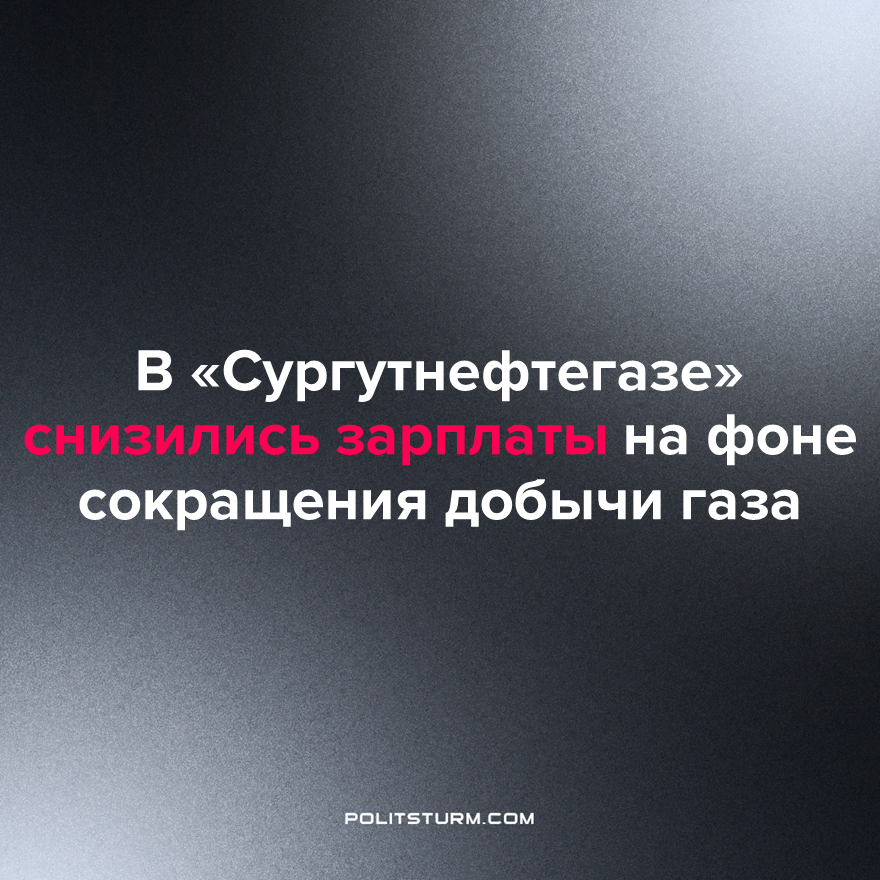 В «Сургутнефтегазе»
снизились зарплаты на фоне
сокращения добычи газа
POLITSTURM.COM